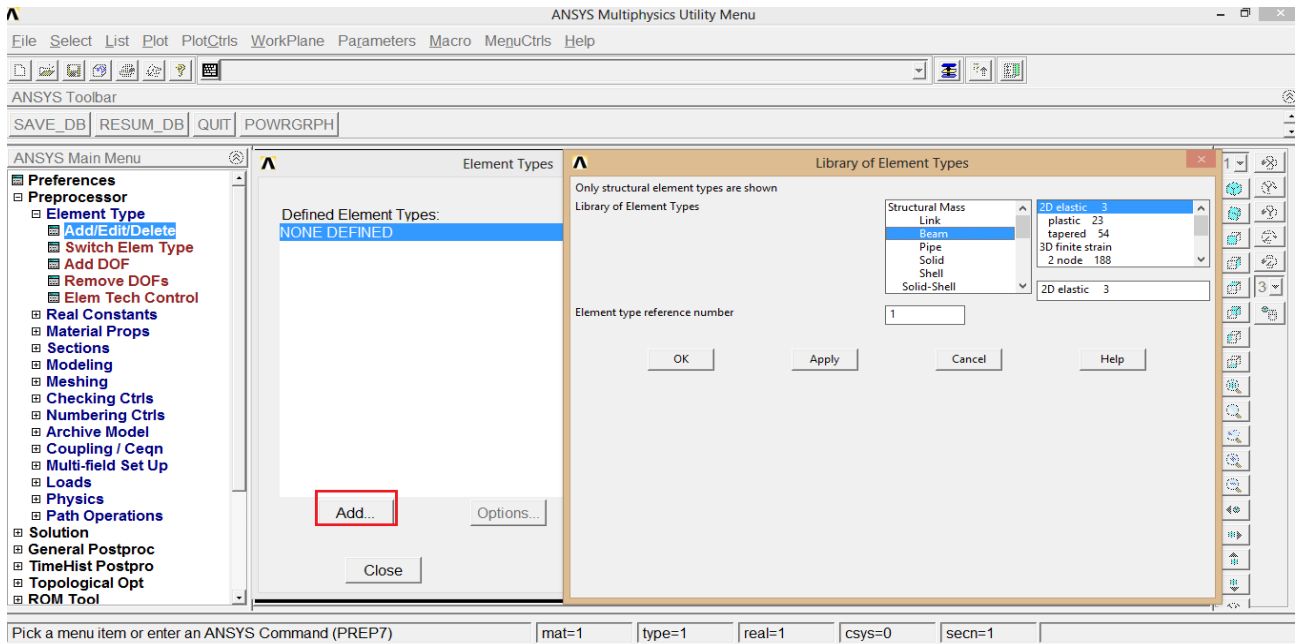 ANSYS Multiphysics Utility Menu
File Select List Plot PlotCtrls WorkPlane Parameters Macro MenuCtrls Help
ANSYS Toolbar
SAVE_DB RESUM_DB QUIT POWRGRPH
ANSYS Main Menu
Preferences
Preprocessor
Element Type
Add/Edit/Delete
Switch Elem Type
Add DOF
Remove DOFs
Elem Tech Control
Real Constants
Material Props
Sections
Modeling
Meshing
Checking Ctrls
Numbering Ctrls
Archive Model
Coupling / Ceqn
Multi-field Set Up
Loads
Physics
Path Operations
Solution
General Postproc
TimeHist Postpro
Topological Opt
ROM Tool
Element Types
Defined Element Types:
NONE DEFINED
Add...
Options...
Close
Library of Element Types
Only structural element types are shown
Library of Element Types
Structural Mass
Link
Beam
Pipe
Solid
Shell
Solid-Shell
2D elastic 3
plastic 23
tapered 54
3D finite strain
2 node 188
2D elastic 3
Element type reference number
1
OK Apply Cancel Help
1
3
Pick a menu item or enter an ANSYS Command (PREP7) mat=1 type=1 real=1 csys=0 secn=1